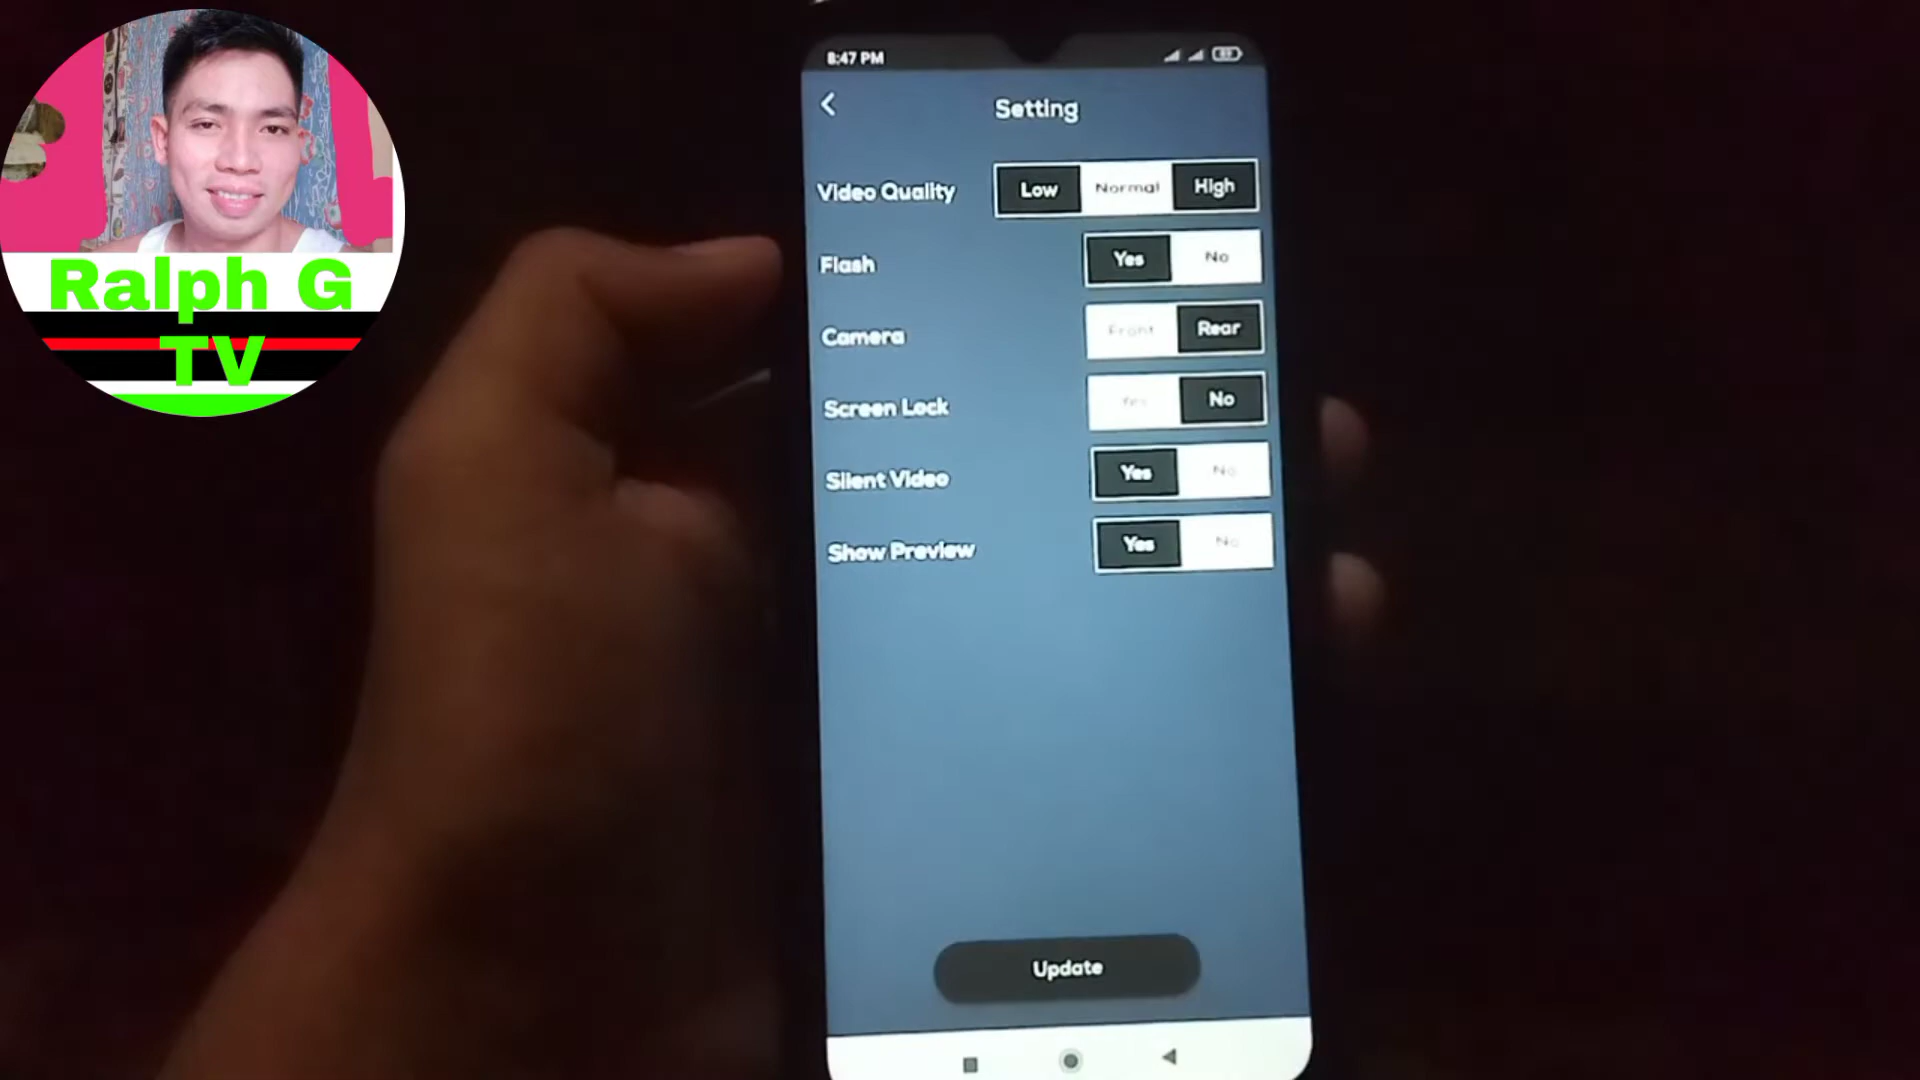 Ralph G
TV
8:47 PM
Setting
Video Quality Low Normal High
Flash Yes No
Camera Front Rear
Screen Lock Yes No
Silent Video Yes No
Show Preview Yes No
Update